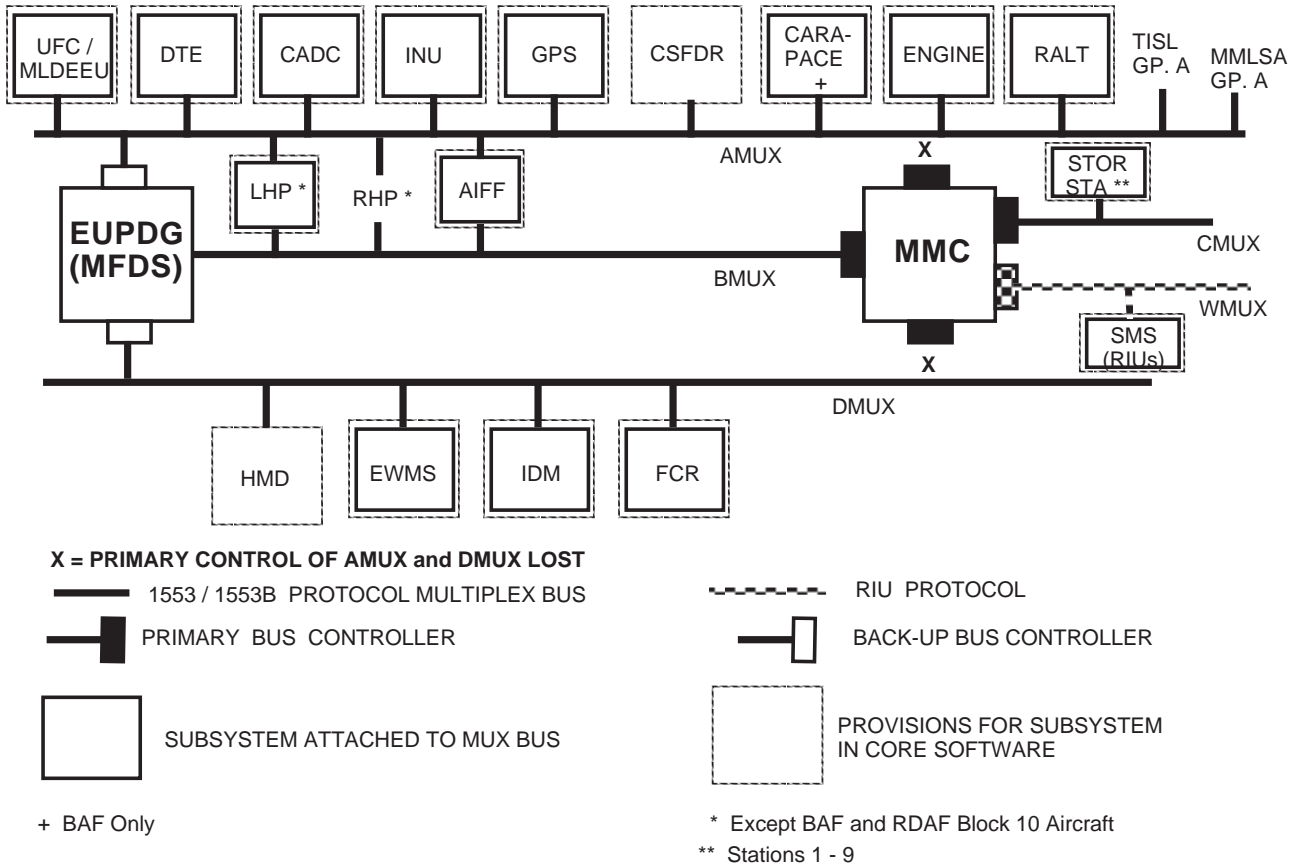 UFC /
MLDEEU
DTE
CADC
INU
GPS
CSFDR
CARA-
PACE
+
ENGINE
RALT
TISL
GP. A
MMLSA
GP. A
AMUX
X
LHP *
RHP *
AIFF
STOR
STA **
EUPDG
(MFDS)
MMC
CMUX
BMUX
WMUX
SMS
(RIUs)
X
DMUX
HMD
EWMS
IDM
FCR
X = PRIMARY CONTROL OF AMUX and DMUX LOST
1553 / 1553B PROTOCOL MULTIPLEX BUS
RIU PROTOCOL
PRIMARY BUS CONTROLLER
BACK-UP BUS CONTROLLER
SUBSYSTEM ATTACHED TO MUX BUS
PROVISIONS FOR SUBSYSTEM
IN CORE SOFTWARE
+ BAF Only
* Except BAF and RDAF Block 10 Aircraft
** Stations 1 - 9